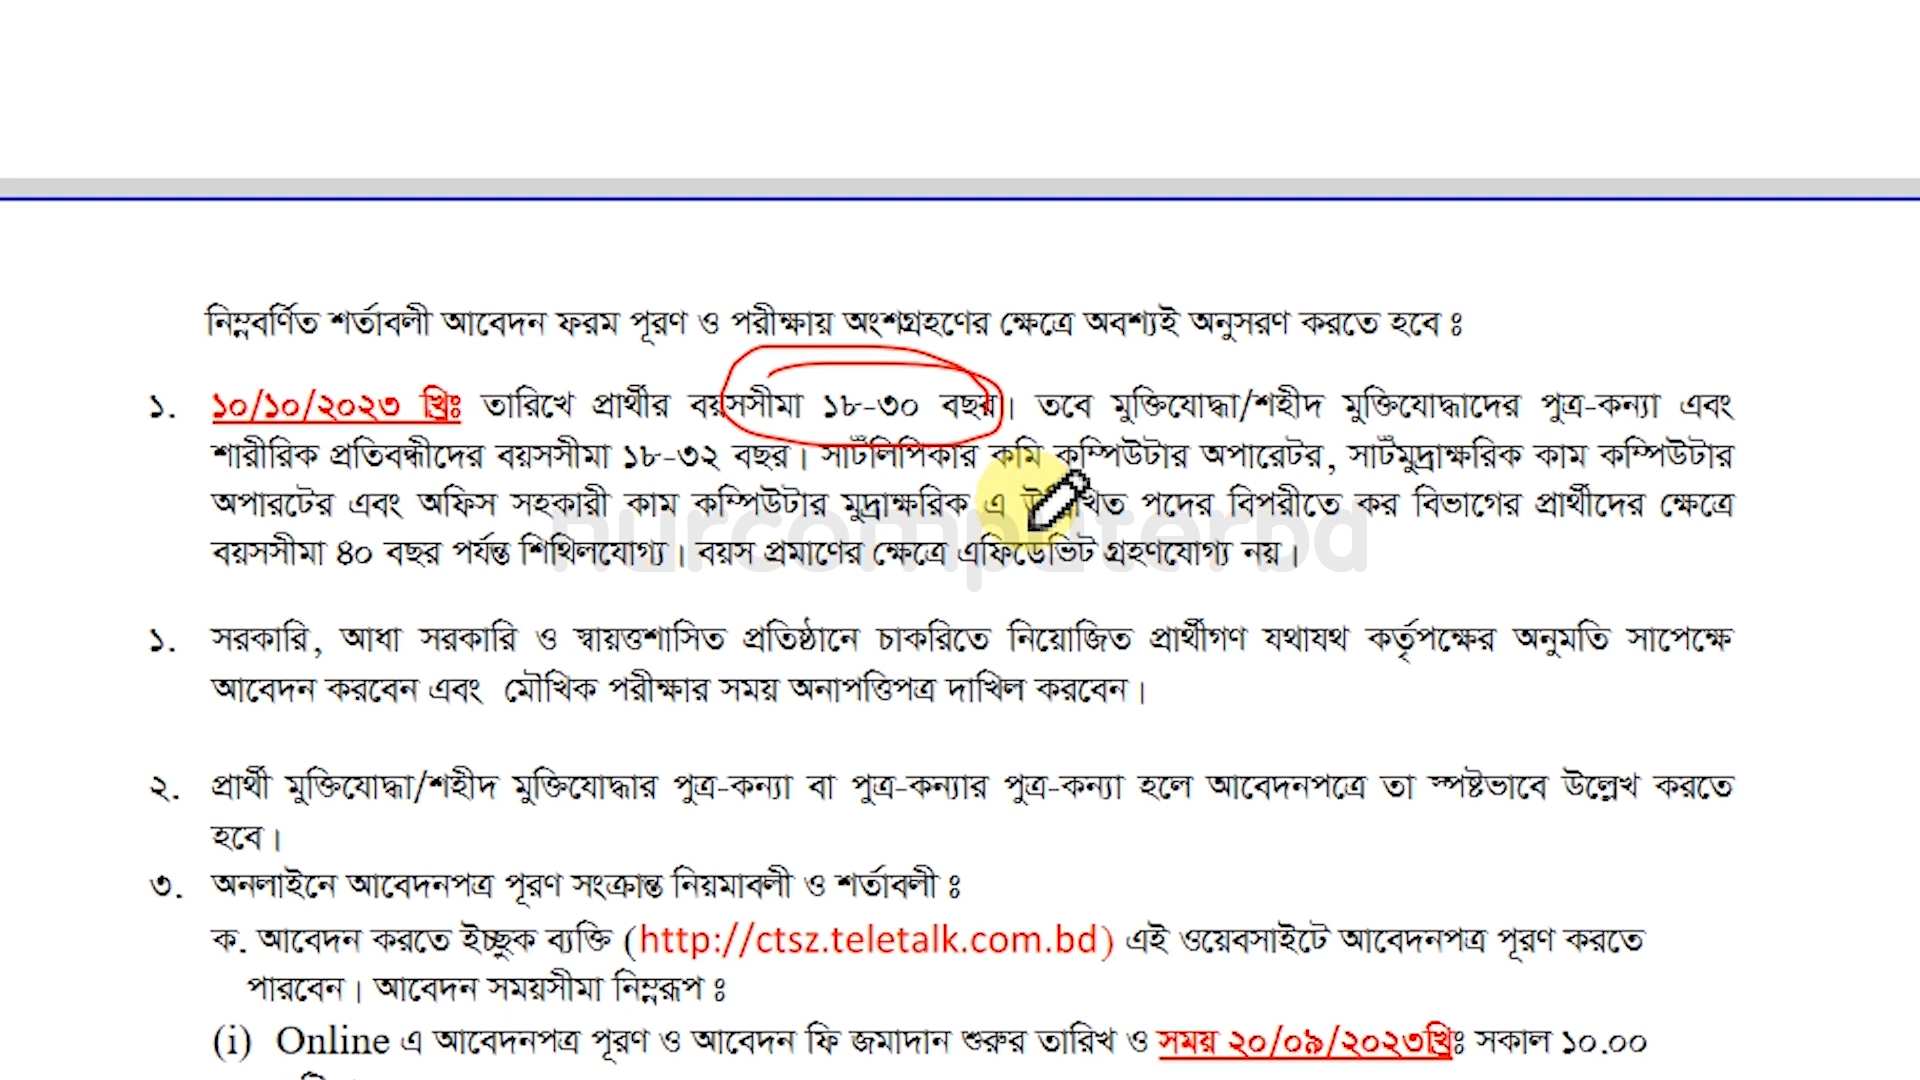 নিম্নবর্ণিত শর্তাবলী আবেদন ফরম পূরণ ও পরীক্ষায় অংশগ্রহণের ক্ষেত্রে অবশ্যই অনুসরণ করতে হবে ঃ
১. ১০/১০/২০২৩ খ্রিঃ তারিখে প্রার্থীর বয়সসীমা ১৮-৩০ বছর। তবে মুক্তিযোদ্ধা/শহীদ মুক্তিযোদ্ধাদের পুত্র-কন্যা এবং
শারীরিক প্রতিবন্ধীদের বয়সসীমা ১৮-৩২ বছর। সাটঁলিপিকার কাম কম্পিউটার অপারেটর, সাটঁমুদ্রাক্ষরিক কাম কম্পিউটার
অপারটের এবং অফিস সহকারী কাম কম্পিউটার মুদ্রাক্ষরিক এ পদের বিপরীতে কর বিভাগের প্রার্থীদের ক্ষেত্রে
বয়সসীমা ৪০ বছর পর্যন্ত শিথিলযোগ্য। বয়স প্রমাণের ক্ষেত্রে এফিডেভিট গ্রহণযোগ্য নয়।
nurcomputerbd
১. সরকারি, আধা সরকারি ও স্বায়ত্তশাসিত প্রতিষ্ঠানে চাকরিতে নিয়োজিত প্রার্থীগণ যথাযথ কর্তৃপক্ষের অনুমতি সাপেক্ষে
আবেদন করবেন এবং মৌখিক পরীক্ষার সময় অনাপত্তিপত্র দাখিল করবেন।
২. প্রার্থী মুক্তিযোদ্ধা/শহীদ মুক্তিযোদ্ধার পুত্র-কন্যা বা পুত্র-কন্যার পুত্র-কন্যা হলে আবেদনপত্রে তা স্পষ্টভাবে উল্লেখ করতে
হবে।
৩. অনলাইনে আবেদনপত্র পূরণ সংক্রান্ত নিয়মাবলী ও শর্তাবলী ঃ
ক. আবেদন করতে ইচ্ছুক ব্যক্তি (http://ctsz.teletalk.com.bd) এই ওয়েবসাইটে আবেদনপত্র পূরণ করতে
পারবেন। আবেদন সময়সীমা নিম্নরূপ ঃ
(i) Online এ আবেদনপত্র পূরণ ও আবেদন ফি জমাদান শুরুর তারিখ ও সময় ২০/০৯/২০২৩খ্রিঃ সকাল ১০.০০